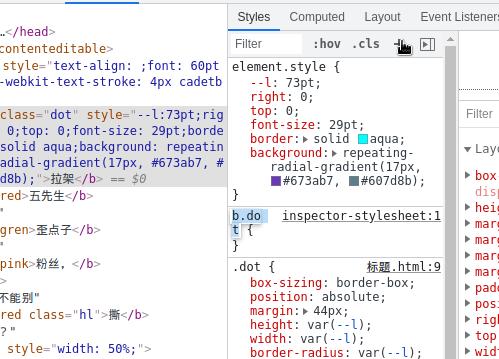 Styles Computed Layout Event Listeners
Filter :hov .cls
…</head>
contenteditable>
style="text-align: ;font: 60pt
-webkit-text-stroke: 4px cadetb
class="dot" style="--l:73pt;rig
0;top: 0;font-size: 29pt;borde
solid aqua;background: repeatin
radial-gradient(17px, #673ab7, #
d8b);">拉架</b> == $0
red> 五先生</b>
"
gren>歪点子</b>
"
pink>粉丝, </b>
>
不能别"
red class="hl">撕</b>
? "
style="width: 50%;">
element.style {
--l: 73pt;
right: 0;
top: 0;
font-size: 29pt;
border: solid aqua;
background: repeating-
radial-gradient(17px,
#673ab7, #607d8b);
}
b.do
t {
inspector-stylesheet:1
}
.dot { 标题.html:9
box-sizing: border-box;
position: absolute;
margin: 44px;
height: var(--l);
width: var(--l);
border-radius: var(--l)
Filter
Layo
box
disp
heig
marg
marg
marg
marg
padd
posi
righ
top
widt